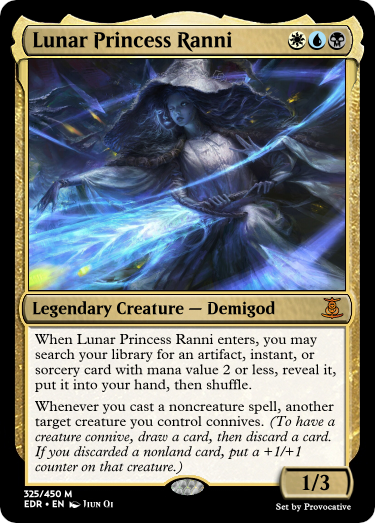 Lunar Princess Ranni
Legendary Creature — Demigod
When Lunar Princess Ranni enters, you may
search your library for an artifact, instant, or
sorcery card with mana value 2 or less, reveal it,
put it into your hand, then shuffle.
Whenever you cast a noncreature spell, another
target creature you control connives. (To have a
creature connive, draw a card, then discard a card.
If you discarded a nonland card, put a +1/+1
counter on that creature.)
1/3
325/450 M
EDR • EN Jiun Oi
Set by Provocative